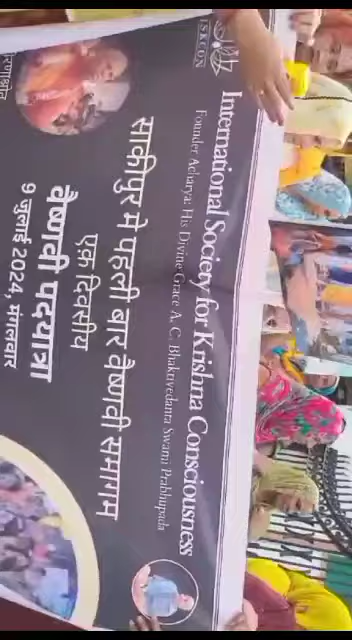 ISKCON
International Society for Krishna Consciousness
Founder Acharya: His Divine Grace A. C. Bhaktivedanta Swami Prabhupada
साकीपुर मे पहली बार वैष्णवी समागम
एक दिवसीय
वैष्णवी पदयात्रा
9 जुलाई 2024, मंगलवार